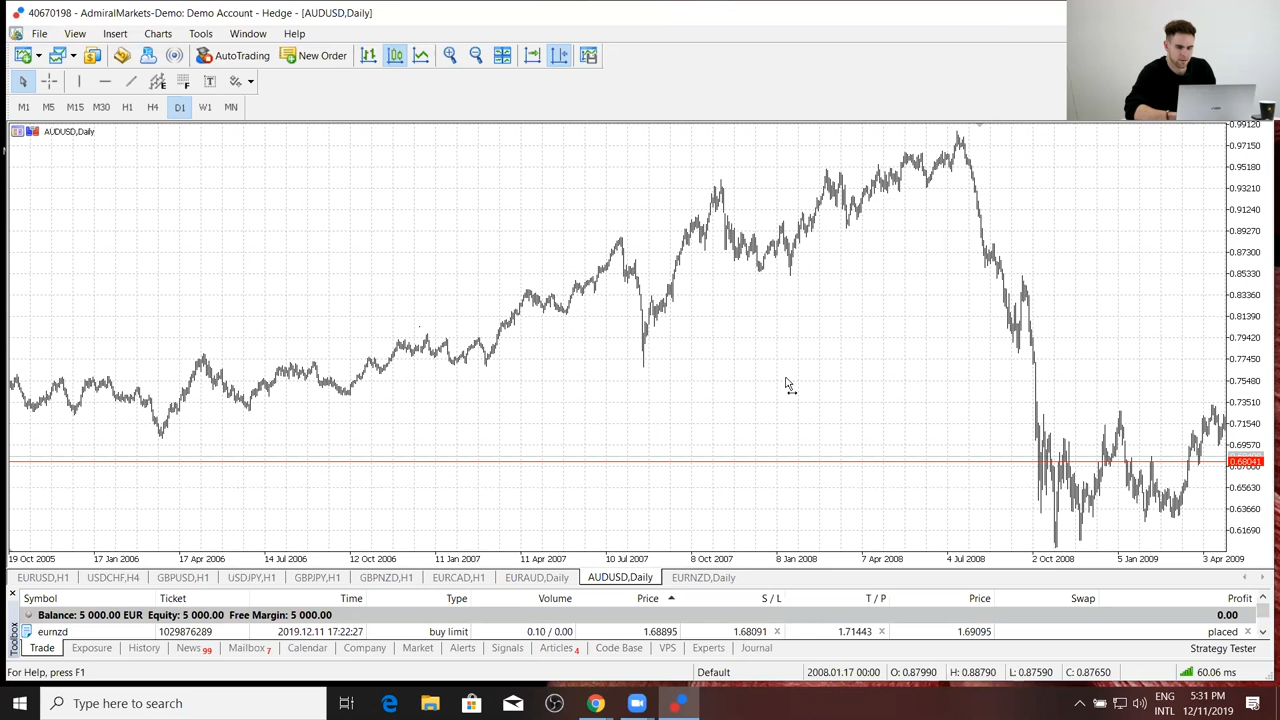 40670198 - AdmiralMarkets-Demo: Demo Account - Hedge - [AUDUSD,Daily]
File View Insert Charts Tools Window Help
AutoTrading New Order
M1 M5 M15 M30 H1 H4 D1 W1 MN
AUDUSD,Daily
0.99120
0.97150
0.95180
0.93210
0.91240
0.89270
0.87300
0.85330
0.83360
0.81390
0.79420
0.77450
0.75480
0.73510
0.71540
0.69570
0.68041
0.65630
0.63660
0.61690
19 Oct 2005 17 Jan 2006 17 Apr 2006 14 Jul 2006 12 Oct 2006 11 Jan 2007 11 Apr 2007 10 Jul 2007 8 Oct 2007 8 Jan 2008 7 Apr 2008 4 Jul 2008 2 Oct 2008 5 Jan 2009 3 Apr 2009
EURUSD,H1 USDCHF,H4 GBPUSD,H1 USDJPY,H1 GBPJPY,H1 GBPNZD,H1 EURCAD,H1 EURAUD,Daily AUDUSD,Daily EURNZD,Daily
Symbol Ticket Time Type Volume Price S / L T / P Price Swap Profit
Balance: 5 000.00 EUR Equity: 5 000.00 Free Margin: 5 000.00 0.00
eurnzd 1029876289 2019.12.11 17:22:27 buy limit 0.10 / 0.00 1.68895 1.68091 1.71443 1.69095 placed
Toolbox
Trade Exposure History News 99 Mailbox 7 Calendar Company Market Alerts Signals Articles 4 Code Base VPS Experts Journal Strategy Tester
For Help, press F1 Default 2008.01.17 00:00 O: 0.87990 H: 0.88790 L: 0.87590 C: 0.87650 60.06 ms
Type here to search ENG 5:31 PM
INTL 12/11/2019